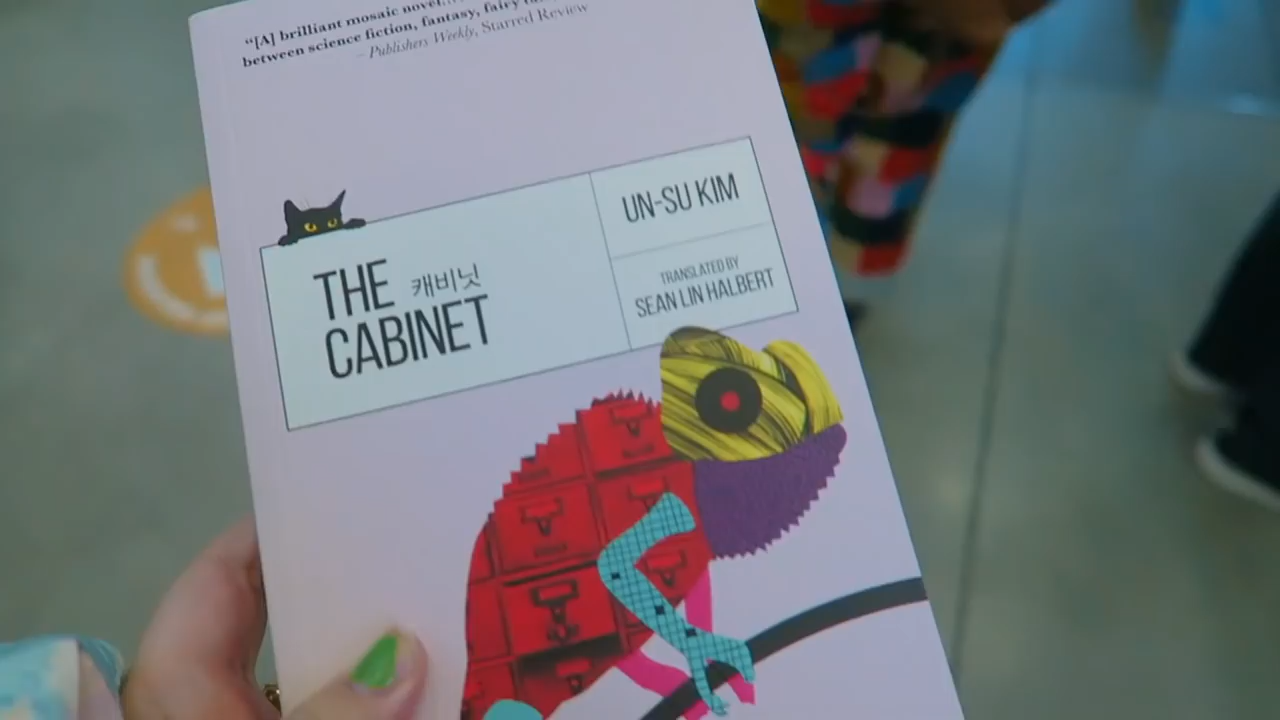 "[A] brilliant mosaic novel...
between science fiction, fantasy, fairy
– Publishers Weekly, Starred Review
THE 캐비닛
CABINET
UN-SU KIM
TRANSLATED BY
SEAN LIN HALBERT